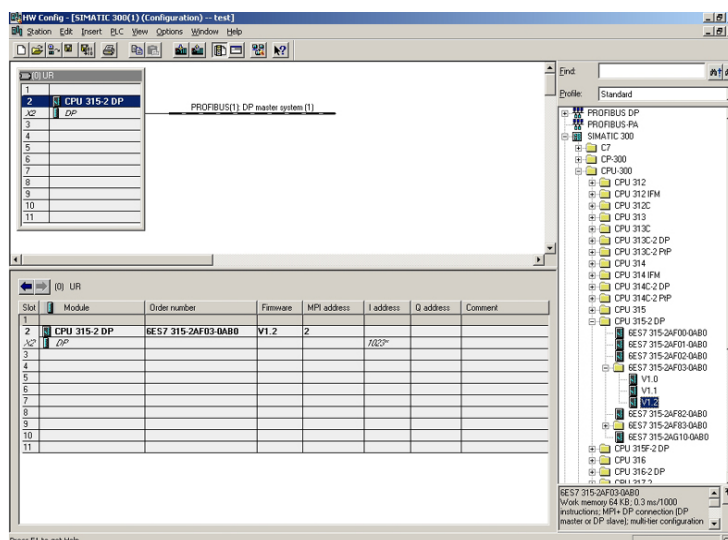 HW Config - [SIMATIC 300(1) (Configuration) -- test]
Station Edit Insert PLC View Options Window Help
(0) UR
1
2 CPU 315-2 DP
X2 DP
3
4
5
6
7
8
9
10
11
PROFIBUS(1): DP master system (1)
Find:
Profile: Standard
PROFIBUS DP
PROFIBUS-PA
SIMATIC 300
C7
CP-300
CPU-300
CPU 312
CPU 312 IFM
CPU 312C
CPU 313
CPU 313C
CPU 313C-2 DP
CPU 313C-2 PtP
CPU 314
CPU 314 IFM
CPU 314C-2 DP
CPU 314C-2 PtP
CPU 315
CPU 315-2 DP
6ES7 315-2AF00-0AB0
6ES7 315-2AF01-0AB0
6ES7 315-2AF02-0AB0
6ES7 315-2AF03-0AB0
V1.0
V1.1
V1.2
6ES7 315-2AF82-0AB0
6ES7 315-2AF83-0AB0
6ES7 315-2AG10-0AB0
CPU 315F-2 DP
CPU 316
CPU 316-2 DP
CPU 317-2
6ES7 315-2AF03-0AB0
Work memory 64 KB; 0.3 ms/1000
instructions; MPI+ DP connection (DP
master or DP slave); multi-tier configuration
(0) UR
Slot Module Order number Firmware MPI address I address Q address Comment
1
2 CPU 315-2 DP 6ES7 315-2AF03-0AB0 V1.2 2
X2 DP 1023*
3
4
5
6
7
8
9
10
11
Press F1 to get Help.